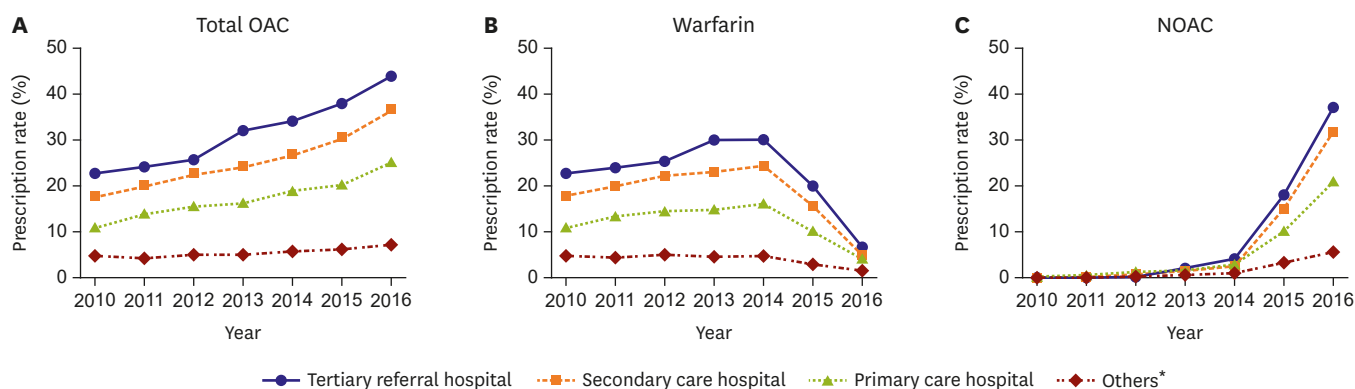 A Total OAC
50
40
30
20
10
0
Prescription rate (%)
2010 2011 2012 2013 2014 2015 2016
Year
B Warfarin
50
40
30
20
10
0
Prescription rate (%)
2010 2011 2012 2013 2014 2015 2016
Year
C NOAC
50
40
30
20
10
0
Prescription rate (%)
2010 2011 2012 2013 2014 2015 2016
Year
Tertiary referral hospital Secondary care hospital Primary care hospital Others*